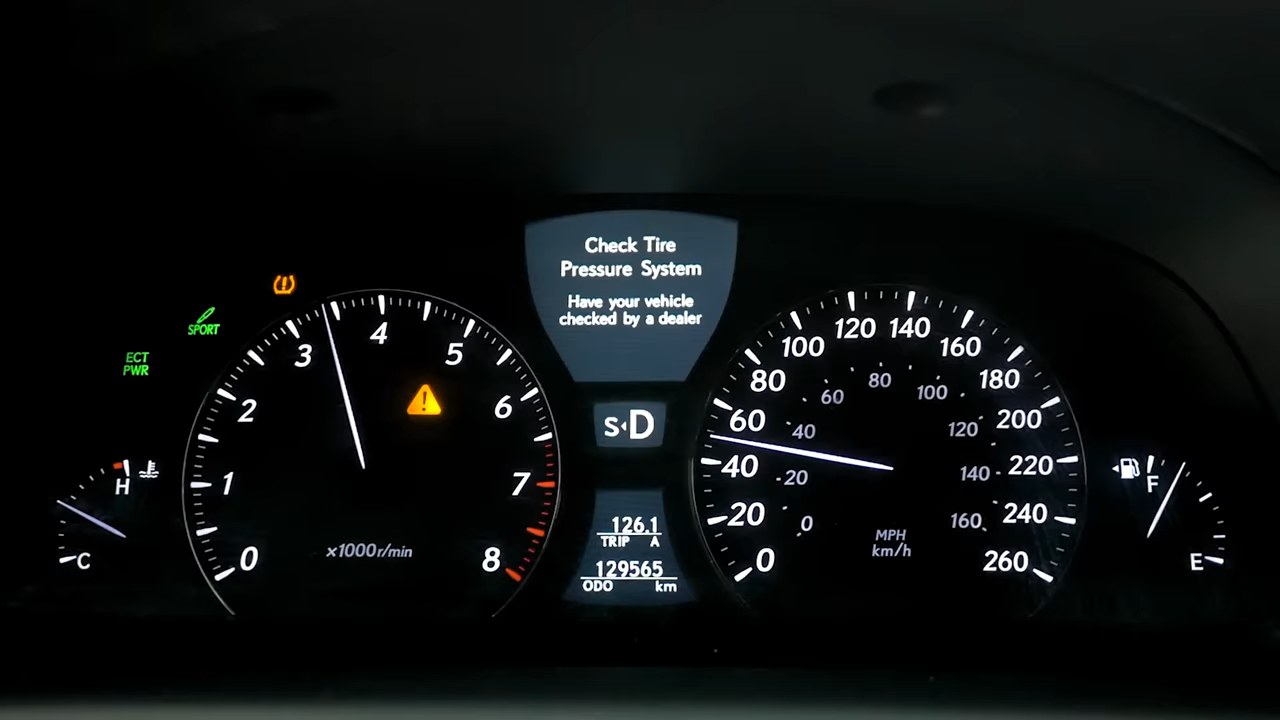 Check Tire
Pressure System
Have your vehicle
checked by a dealer
SPORT
ECT
PWR
0
1
2
3
4
5
6
7
8
x1000r/min
H
C
S D
126.1
TRIP A
129565
ODO km
0
20
40
60
80
100
120
140
160
180
200
220
240
260
0
20
40
60
80
100
120
140
160
MPH
km/h
F
E